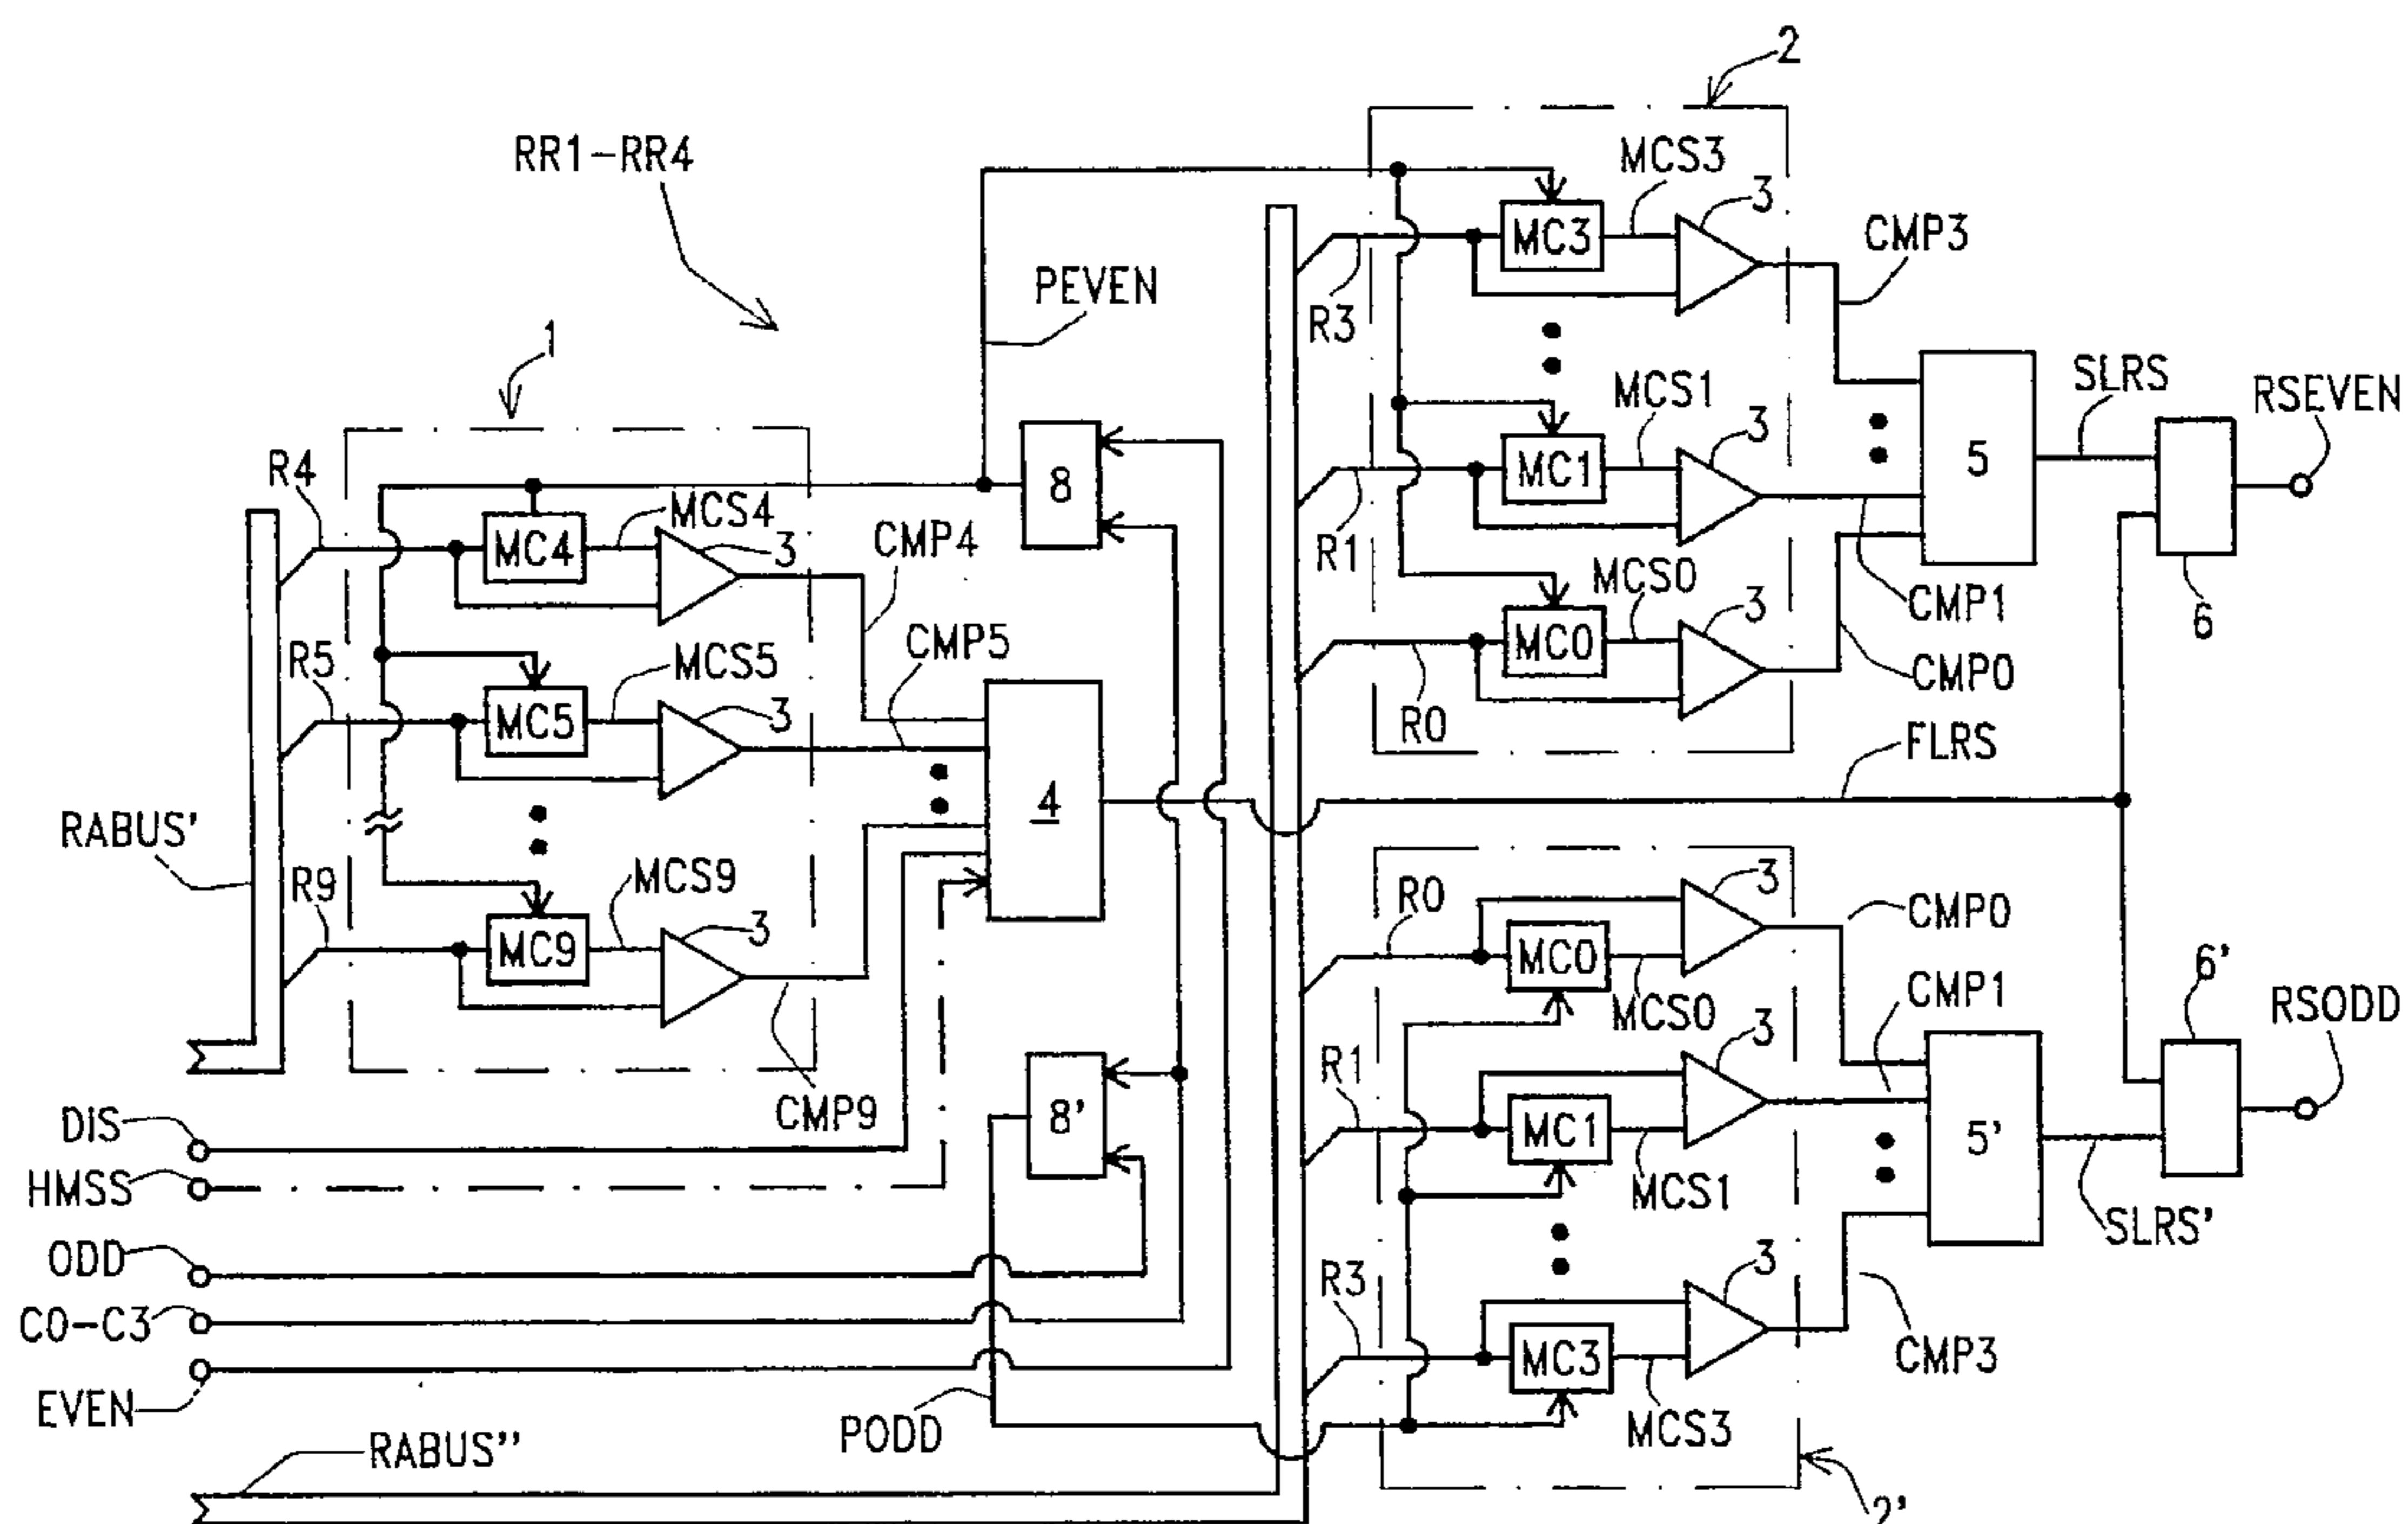 2
RR1-RR4
MCS3
3
MC3
CMP3
R3
PEVEN
1
MCS1
SLRS
RSEVEN
3
MC1
5
R4
8
MCS4
CMP4
R1
MC4
3
MCS0
CMP1
6
3
MC0
CMP0
R5
MCS5
CMP5
R0
MC5
3
FLRS
4
RABUS'
R9
MCS9
R0
3
CMP0
MC9
3
MC0
6'
CMP1
MCS0
RSODD
R1
3
CMP9
8'
MC1
5'
DIS
HMSS
MCS1
SLRS'
ODD
R3
3
C0-C3
MC3
CMP3
EVEN
PODD
MCS3
RABUS''
2'